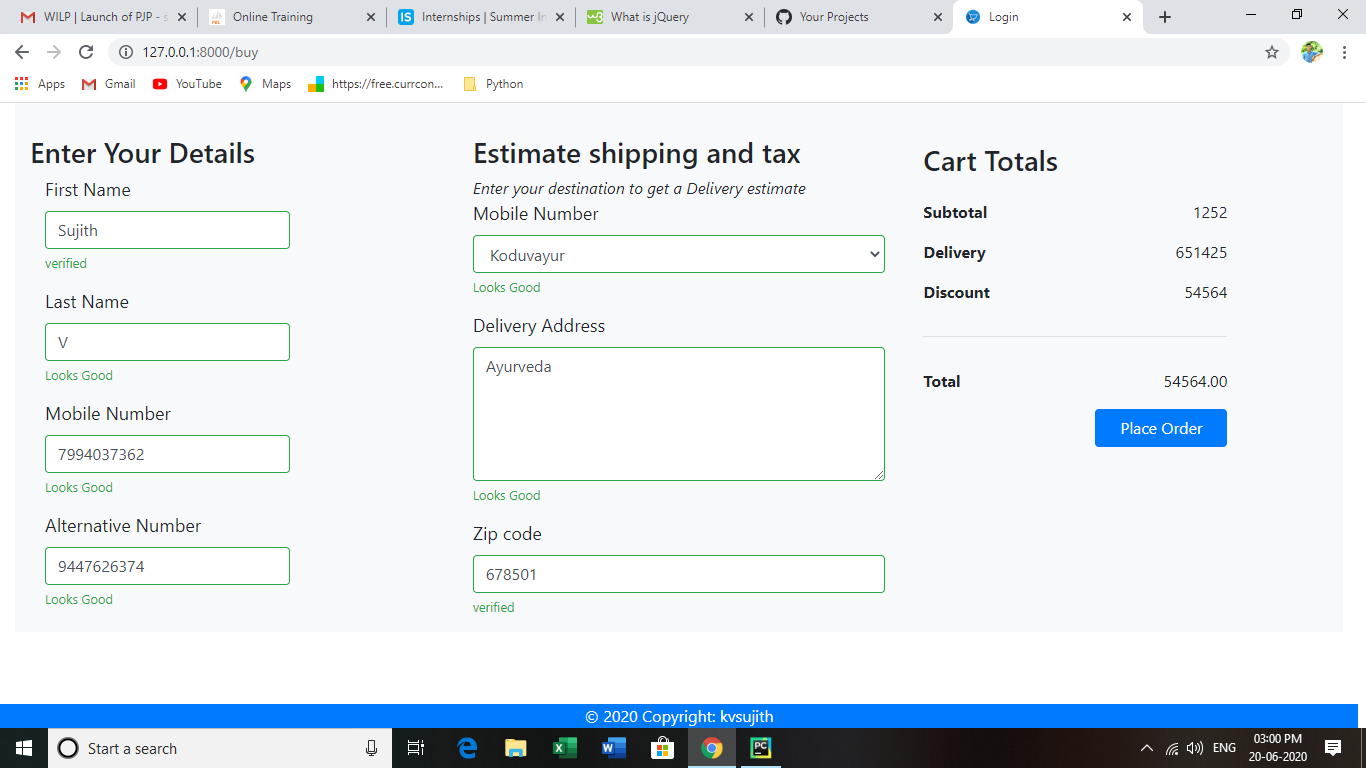 WILP | Launch of PJP - s
Online Training
Internships | Summer In
What is jQuery
Your Projects
Login
127.0.0.1:8000/buy
Apps
Gmail
YouTube
Maps
https://free.currcon...
Python
Enter Your Details
First Name
Sujith
verified
Last Name
V
Looks Good
Mobile Number
7994037362
Looks Good
Alternative Number
9447626374
Looks Good
Estimate shipping and tax
Enter your destination to get a Delivery estimate
Mobile Number
Koduvayur
Looks Good
Delivery Address
Ayurveda
Looks Good
Zip code
678501
verified
Cart Totals
Subtotal 1252
Delivery 651425
Discount 54564
Total 54564.00
Place Order
© 2020 Copyright: kvsujith
Start a search
ENG
03:00 PM
20-06-2020